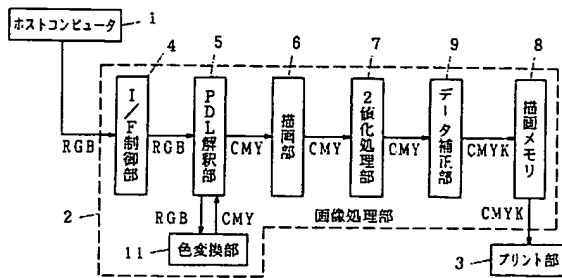 ホストコンピュータ
1
4
5
6
7
9
8
I/F制御部
PDL解釈部
描画部
2値化処理部
データ補正部
描画メモリ
RGB
RGB
CMY
CMY
CMY
CMYK
RGB
CMY
画像処理部
CMYK
2
11
色変換部
3
プリント部